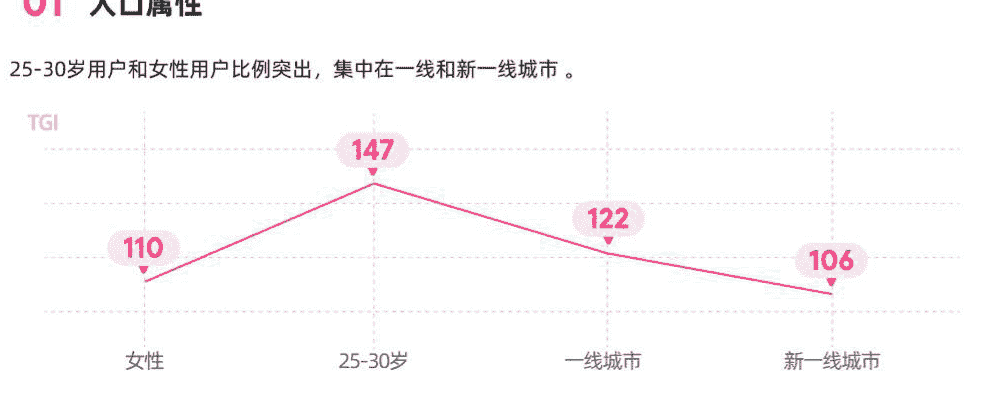 01 人口属性
25-30岁用户和女性用户比例突出，集中在一线和新一线城市 。
TGI
147
122
110
106
女性
25-30岁
一线城市
新一线城市